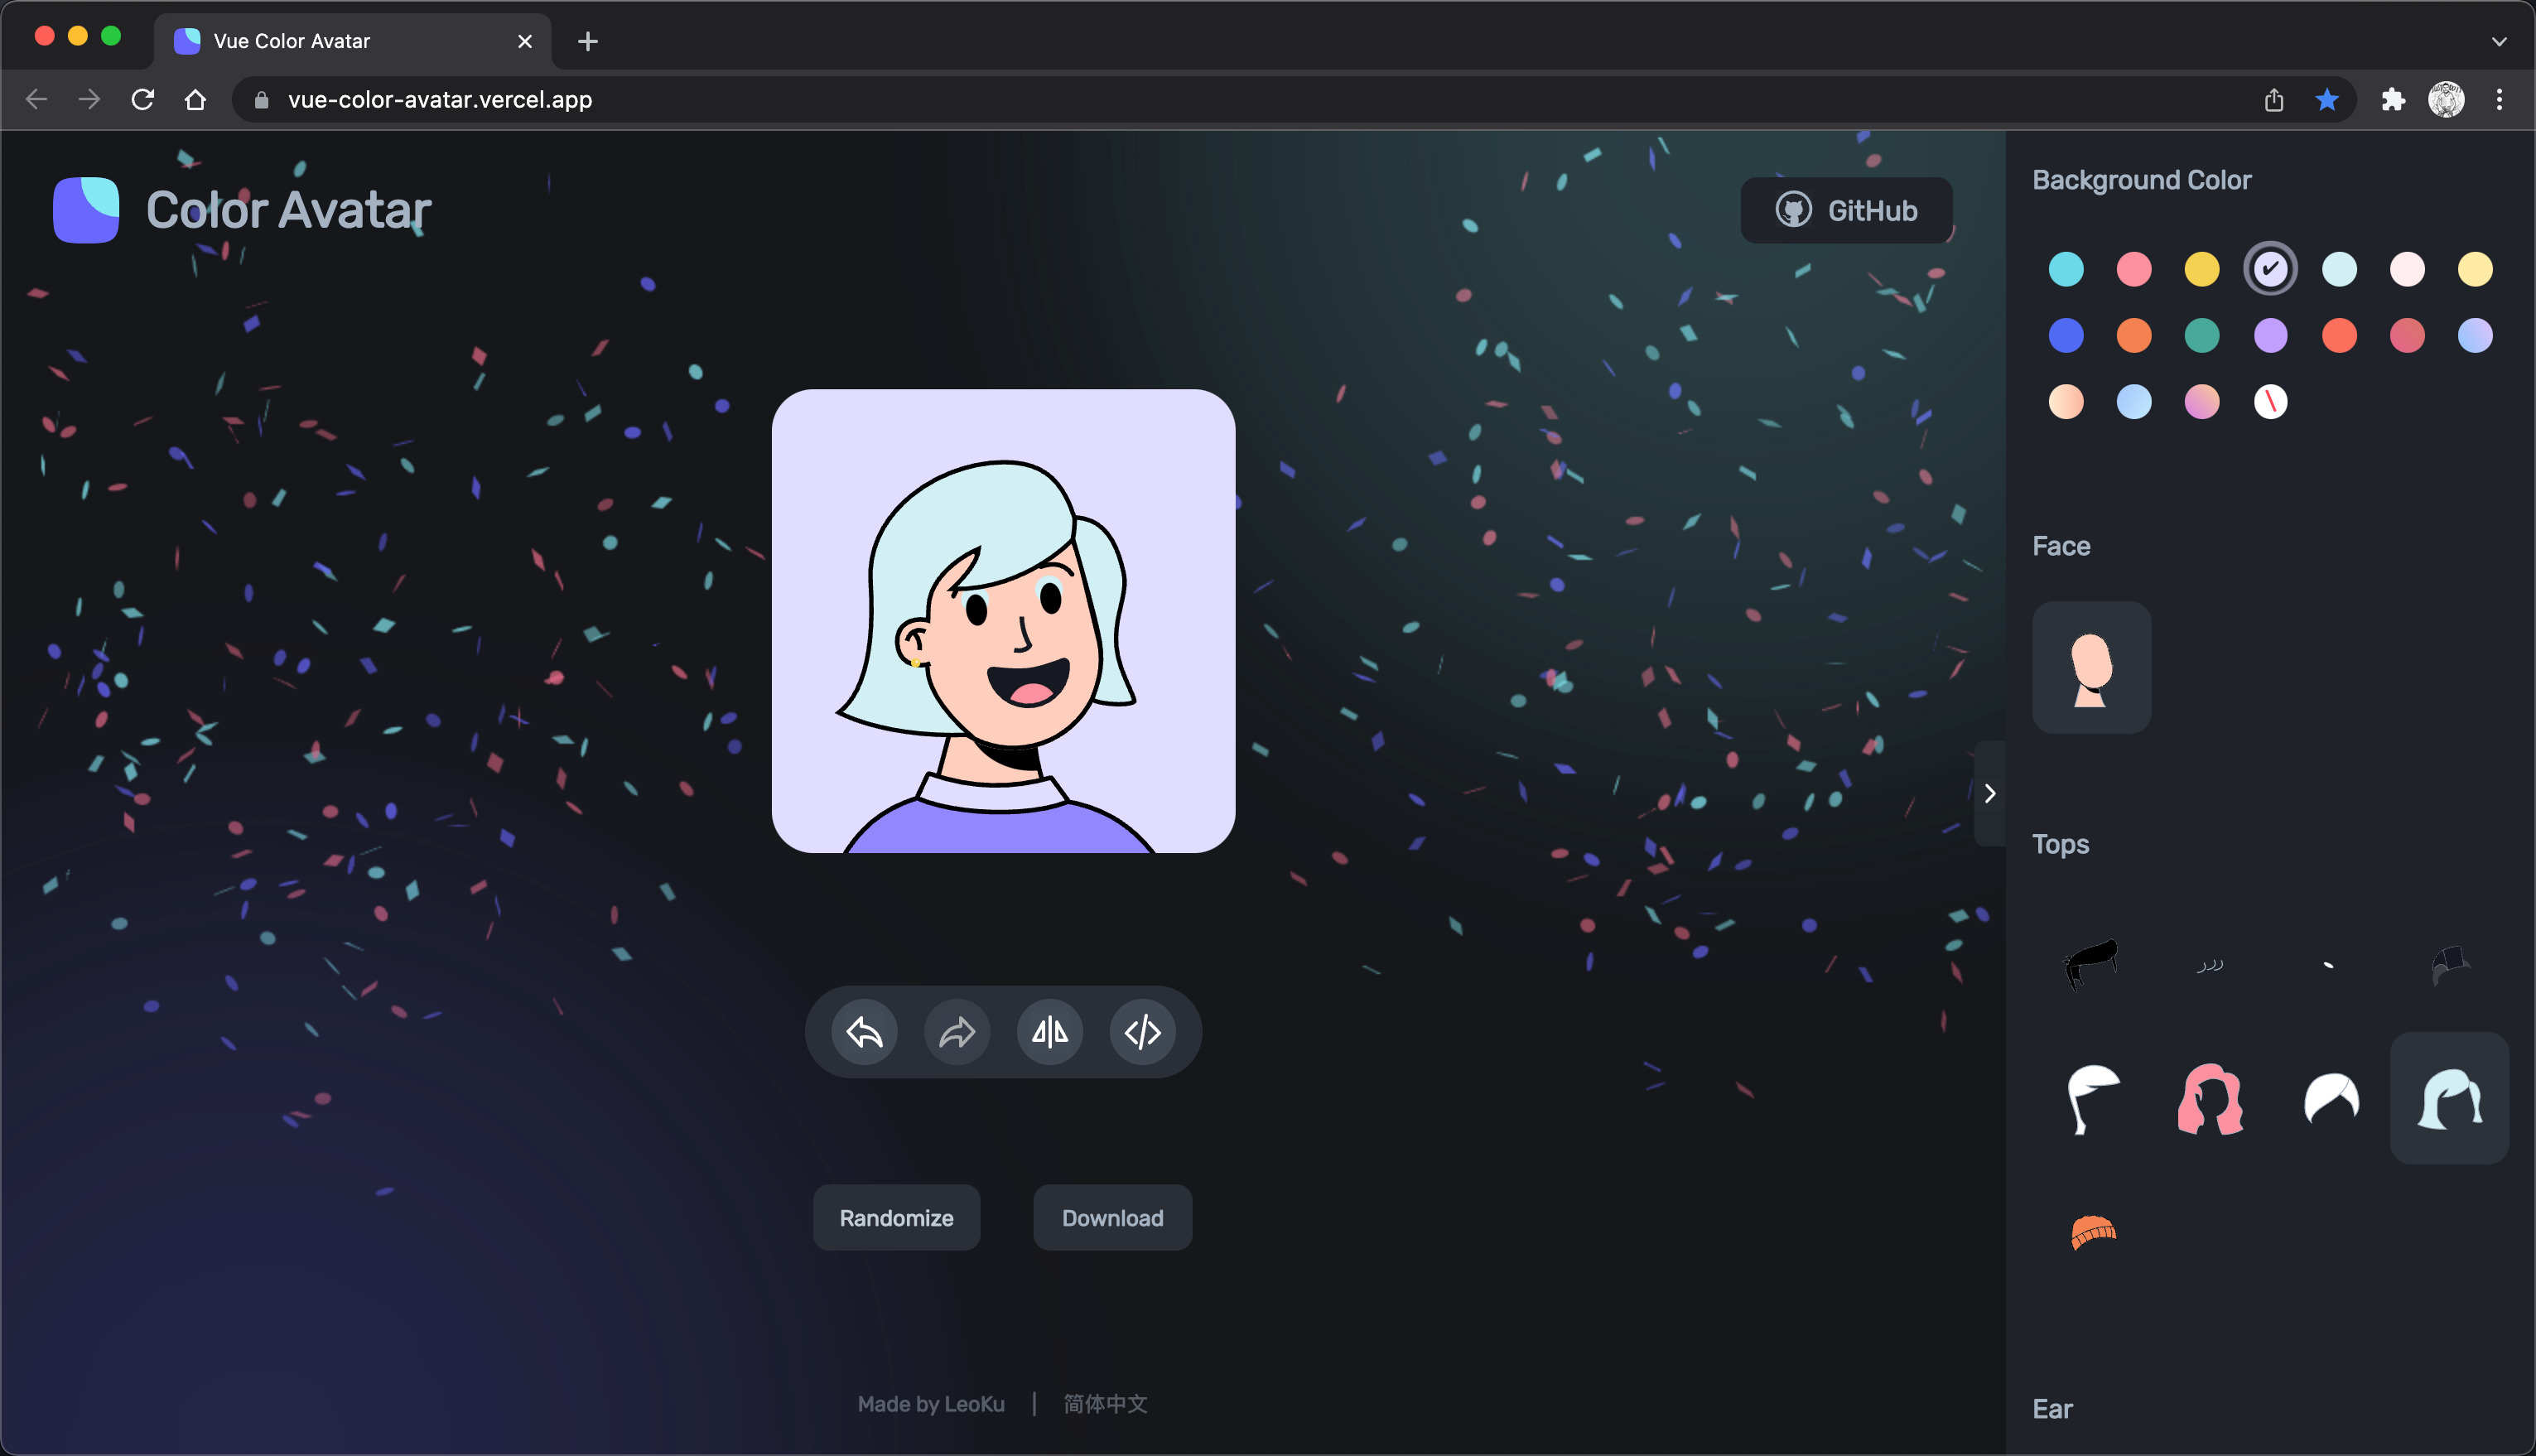 Vue Color Avatar
vue-color-avatar.vercel.app
Color Avatar
GitHub
Background Color
Face
Tops
Randomize
Download
Made by LeoKu | 简体中文
Ear